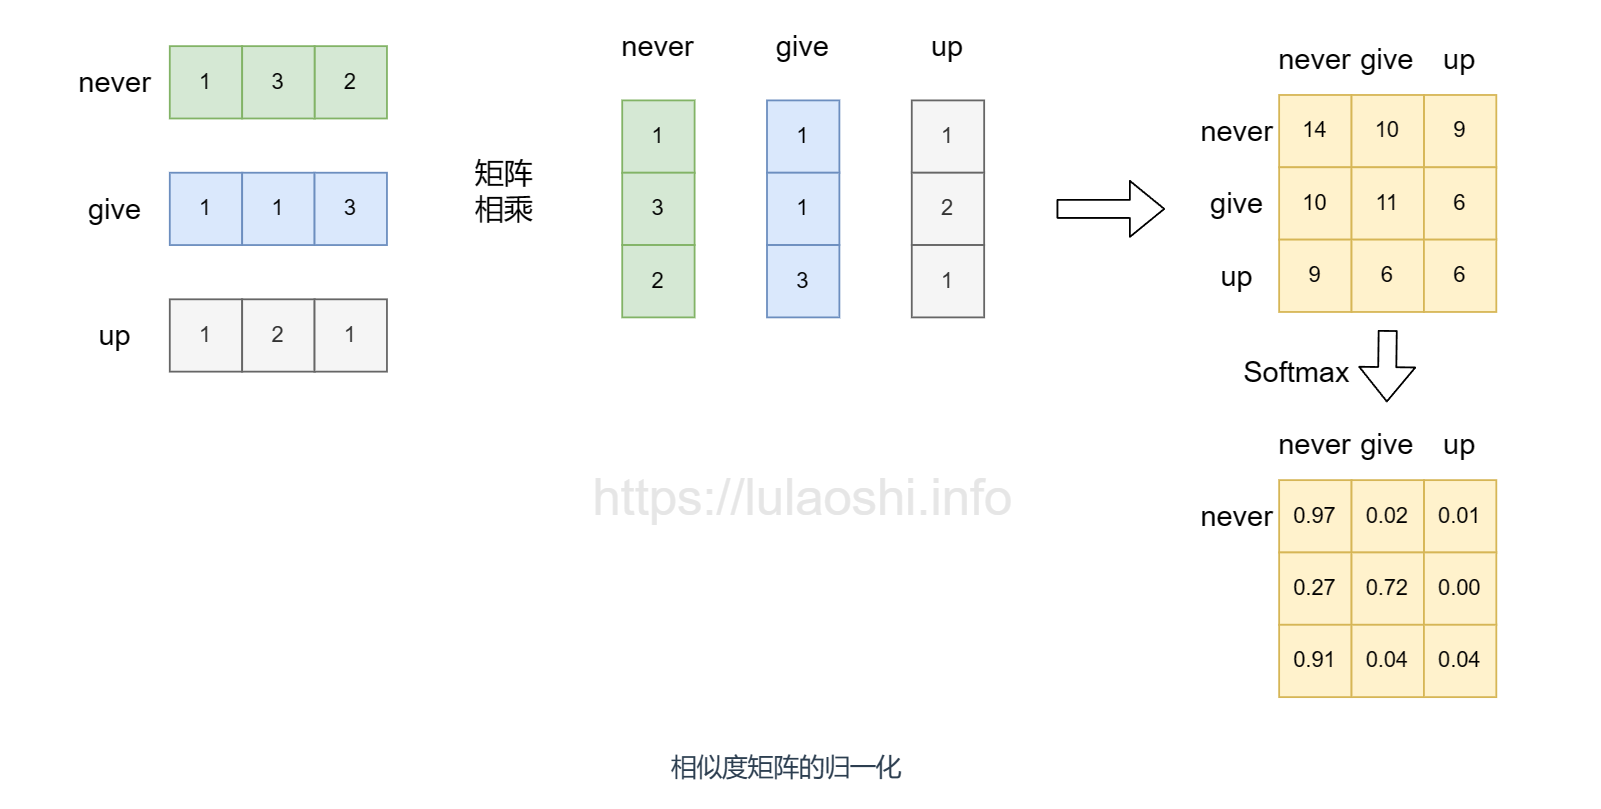 never 1 3 2
give 1 1 3
up 1 2 1
矩阵
相乘
never give up
1 1 1
3 1 2
2 3 1
never give up
never 14 10 9
give 10 11 6
up 9 6 6
Softmax
never give up
never 0.97 0.02 0.01
0.27 0.72 0.00
0.91 0.04 0.04
https://lulaoshi.info
相似度矩阵的归一化